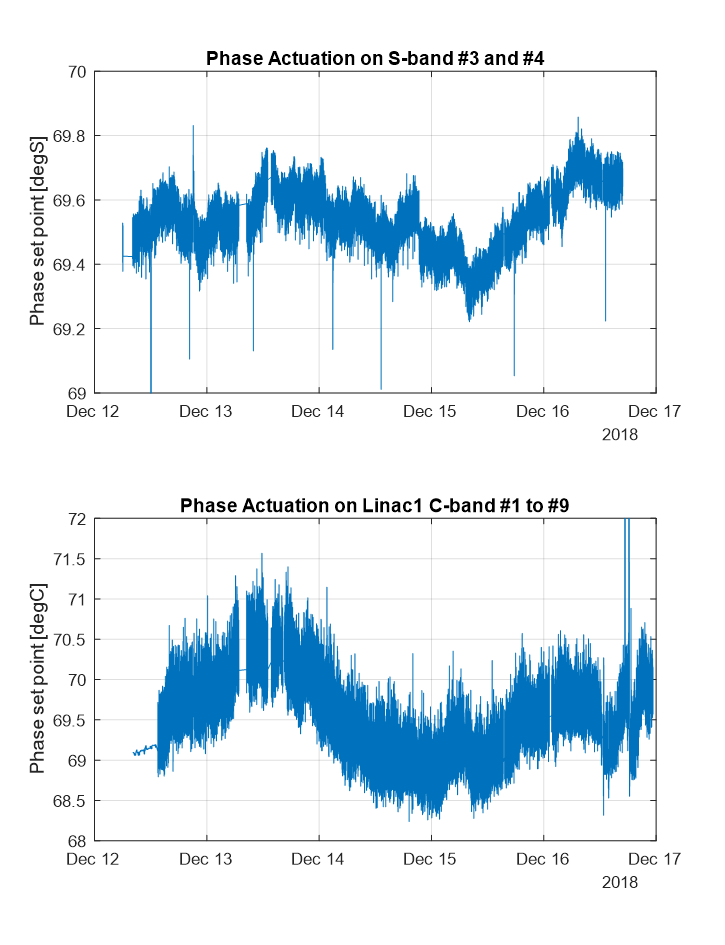 Phase Actuation on S-band #3 and #4
Phase set point [degS]
70
69.8
69.6
69.4
69.2
69
Dec 12 Dec 13 Dec 14 Dec 15 Dec 16 Dec 17
2018
Phase Actuation on Linac1 C-band #1 to #9
Phase set point [degC]
72
71.5
71
70.5
70
69.5
69
68.5
68
Dec 12 Dec 13 Dec 14 Dec 15 Dec 16 Dec 17
2018